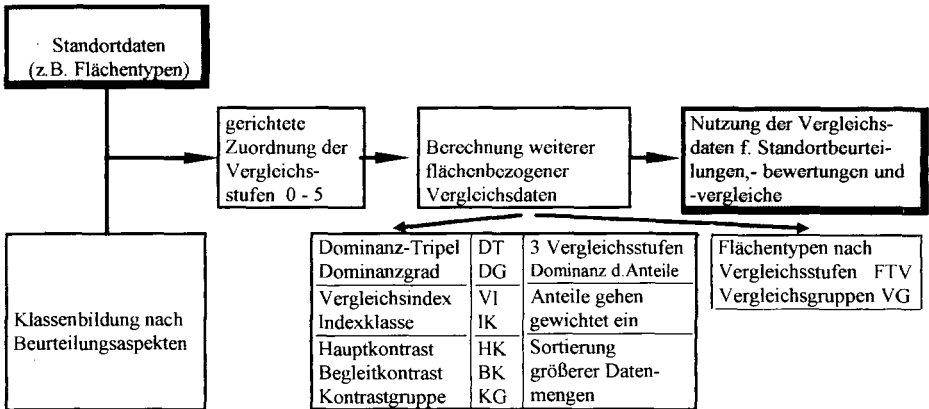 Standortdaten
(z.B. Flächentypen)
gerichtete
Zuordnung der
Vergleichs-
stufen 0 - 5
Berechnung weiterer
flächenbezogener
Vergleichsdaten
Nutzung der Vergleichs-
daten f. Standortbeurtei-
lungen,- bewertungen und
-vergleiche
Klassenbildung nach
Beurteilungsaspekten
Dominanz-Tripel DT 3 Vergleichsstufen
Dominanzgrad DG Dominanz d.Anteile
Vergleichsindex VI Anteile gehen
Indexklasse IK gewichtet ein
Hauptkontrast HK Sortierung
Begleitkontrast BK größerer Daten-
Kontrastgruppe KG mengen
Flächentypen nach
Vergleichsstufen FTV
Vergleichsgruppen VG